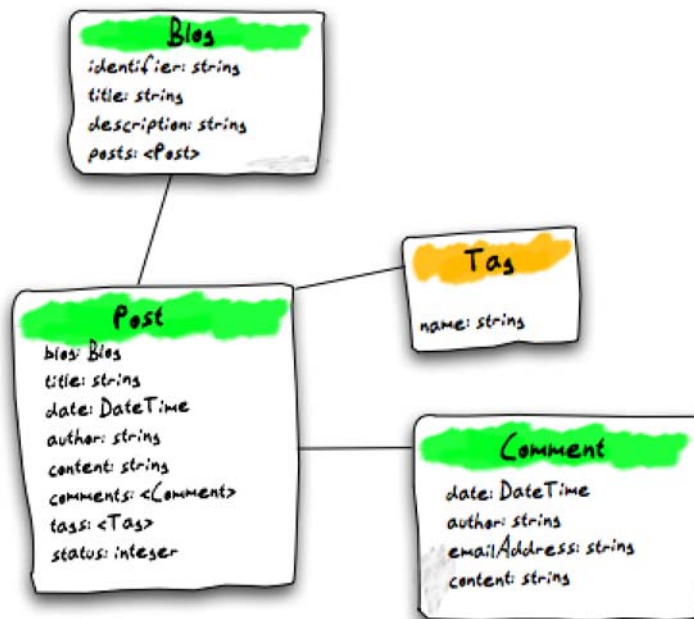 Blog
identifier: string
title: string
description: string
posts: <Post>
Tag
name: string
Post
blog: Blog
title: string
date: DateTime
author: string
content: string
comments: <Comment>
tags: <Tag>
status: integer
Comment
date: DateTime
author: string
emailAddress: string
content: string